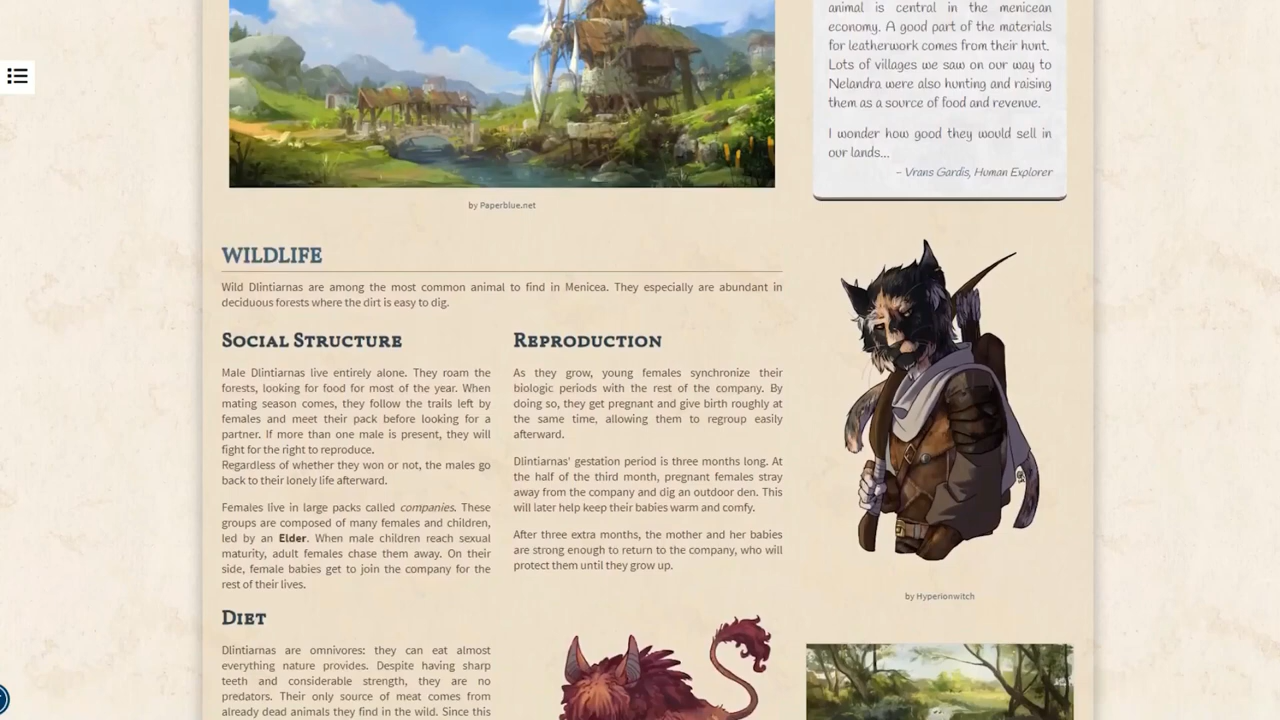 animal is central in the menicean
economy. A good part of the materials
for leatherwork comes from their hunt.
Lots of villages we saw on our way to
Nelandra were also hunting and raising
them as a source of food and revenue.
I wonder how good they would sell in
our lands...
– Vrans Gardis, Human Explorer
by Paperblue.net
WILDLIFE
Wild Dlintiarnas are among the most common animal to find in Menicea. They especially are abundant in
deciduous forests where the dirt is easy to dig.
Social Structure
Male Dlintiarnas live entirely alone. They roam the
forests, looking for food for most of the year. When
mating season comes, they follow the trails left by
females and meet their pack before looking for a
partner. If more than one male is present, they will
fight for the right to reproduce.
Regardless of whether they won or not, the males go
back to their lonely life afterward.
Females live in large packs called companies. These
groups are composed of many females and children,
led by an Elder. When male children reach sexual
maturity, adult females chase them away. On their
side, female babies get to join the company for the
rest of their lives.
Diet
Dlintiarnas are omnivores: they can eat almost
everything nature provides. Despite having sharp
teeth and considerable strength, they are no
predators. Their only source of meat comes from
already dead animals they find in the wild. Since this
Reproduction
As they grow, young females synchronize their
biologic periods with the rest of the company. By
doing so, they get pregnant and give birth roughly at
the same time, allowing them to regroup easily
afterward.
Dlintiarnas' gestation period is three months long. At
the half of the third month, pregnant females stray
away from the company and dig an outdoor den. This
will later help keep their babies warm and comfy.
After three extra months, the mother and her babies
are strong enough to return to the company, who will
protect them until they grow up.
by Hyperionwitch